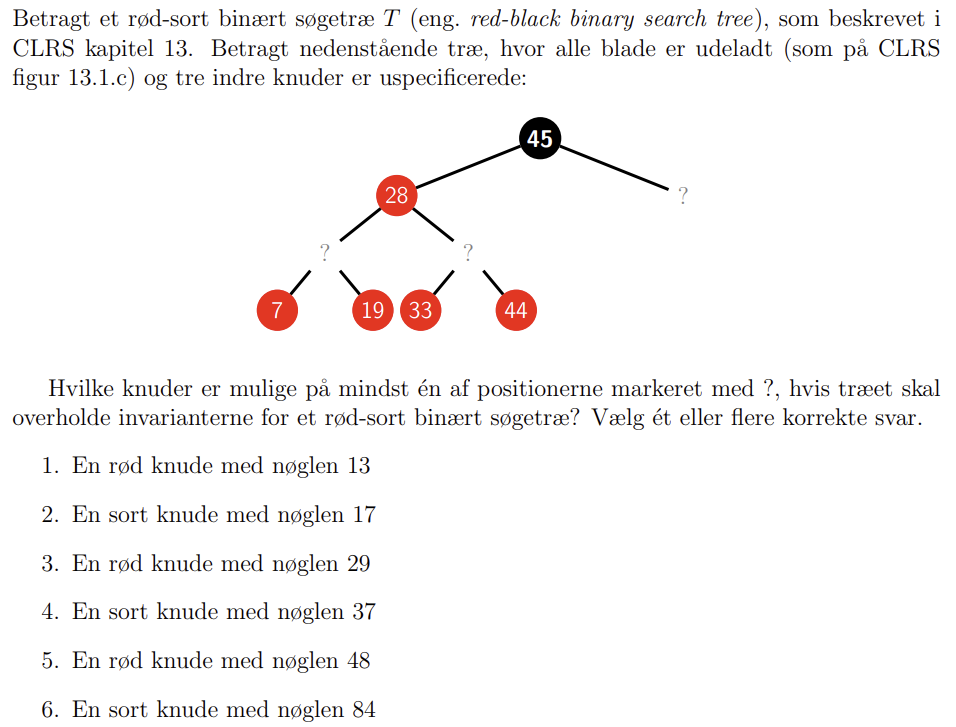 Betragt et rød-sort binært søgetræ T (eng. red-black binary search tree), som beskrevet i
CLRS kapitel 13. Betragt nedenstående træ, hvor alle blade er udeladt (som på CLRS
figur 13.1.c) og tre indre knuder er uspecificerede:
45
28 ?
? ?
7 19 33 44
Hvilke knuder er mulige på mindst én af positionerne markeret med ?, hvis træet skal
overholde invarianterne for et rød-sort binært søgetræ? Vælg ét eller flere korrekte svar.
1. En rød knude med nøglen 13
2. En sort knude med nøglen 17
3. En rød knude med nøglen 29
4. En sort knude med nøglen 37
5. En rød knude med nøglen 48
6. En sort knude med nøglen 84